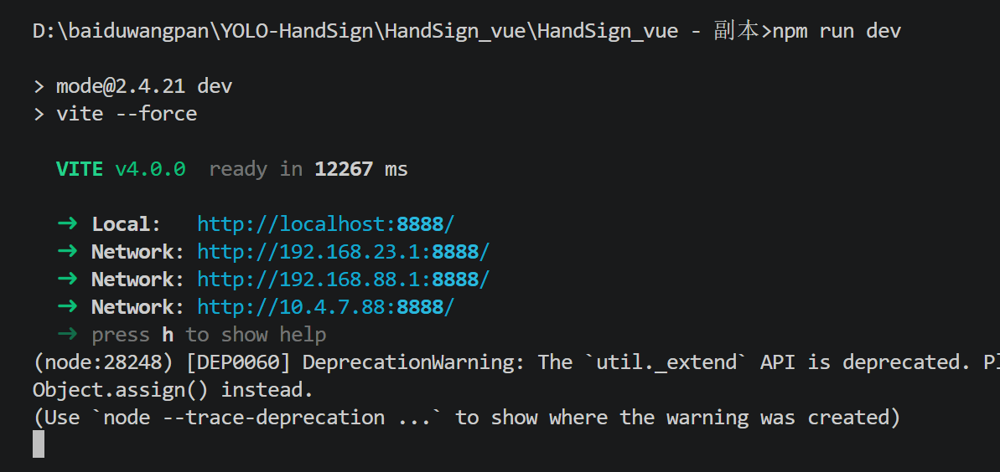 D:\baiduwangpan\YOLO-HandSign\HandSign_vue\HandSign_vue - 副本>npm run dev
> mode@2.4.21 dev
> vite --force
VITE v4.0.0  ready in 12267 ms
➜ Local:   http://localhost:8888/
➜ Network: http://192.168.23.1:8888/
➜ Network: http://192.168.88.1:8888/
➜ Network: http://10.4.7.88:8888/
➜ press h to show help
(node:28248) [DEP0060] DeprecationWarning: The `util._extend` API is deprecated.
Object.assign() instead.
(Use `node --trace-deprecation ...` to show where the warning was created)